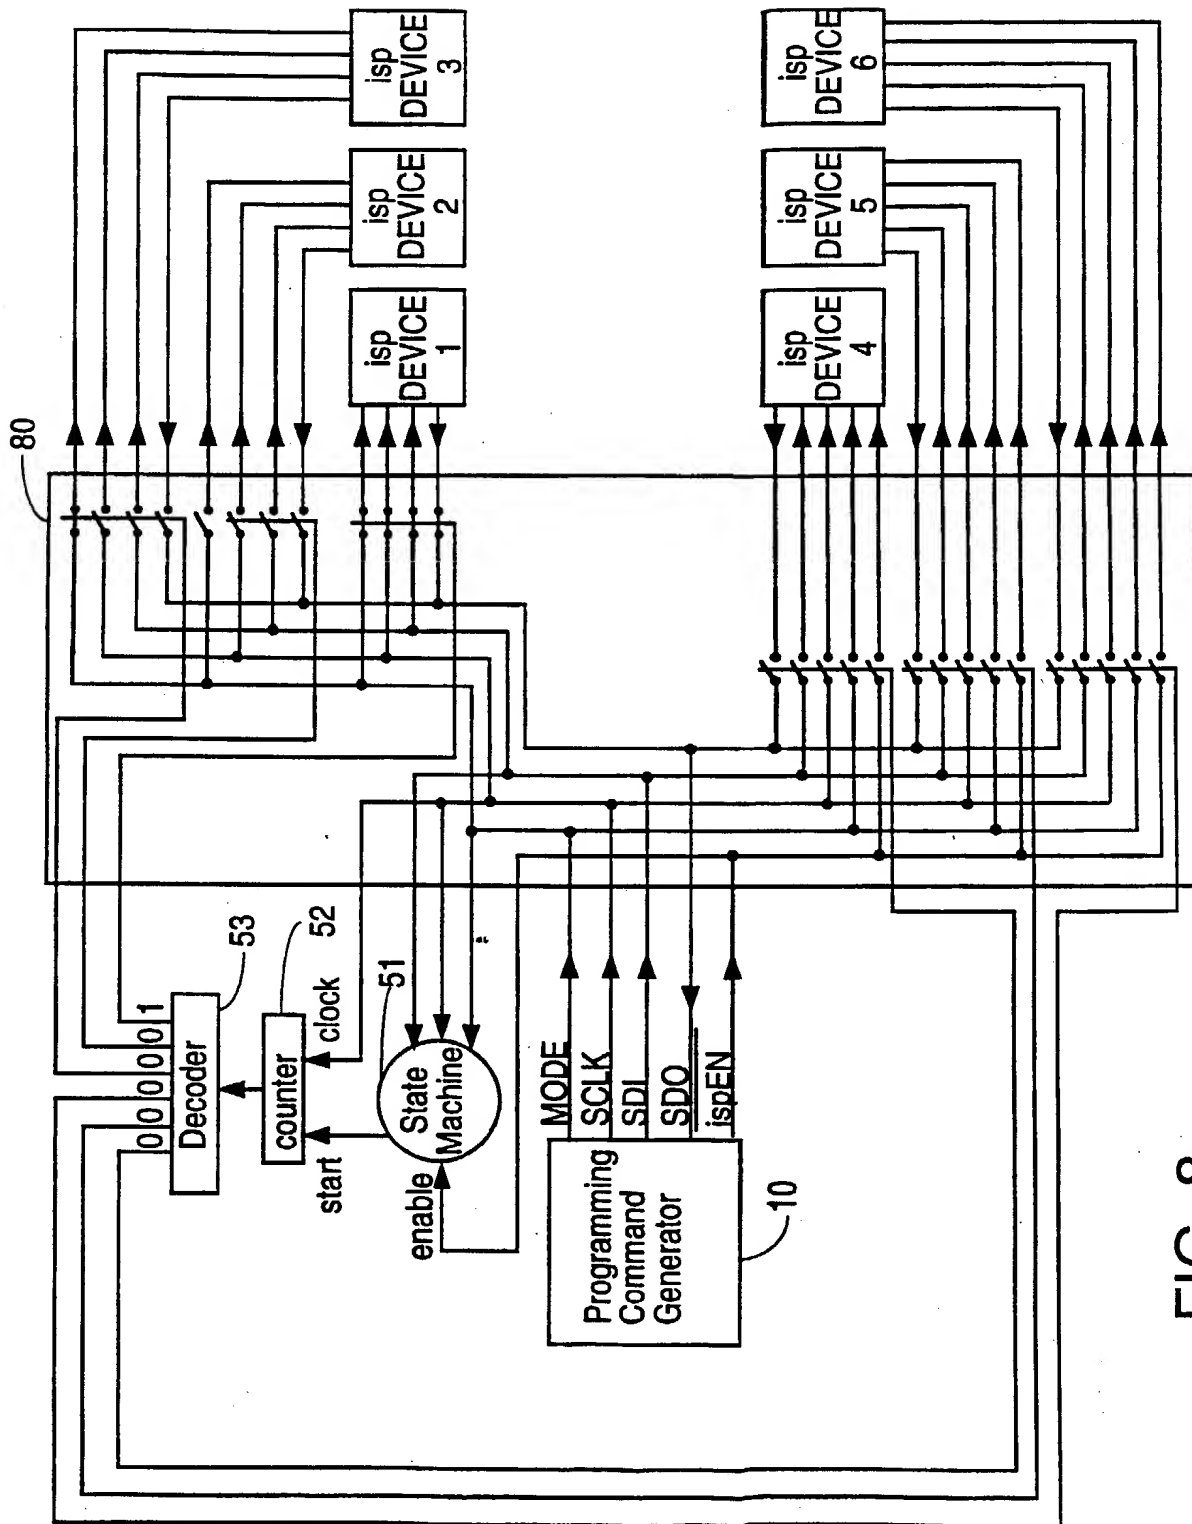 80
isp
DEVICE
3
isp
DEVICE
2
isp
DEVICE
1
isp
DEVICE
6
isp
DEVICE
5
isp
DEVICE
4
0 0 0 0 0 1
Decoder
53
counter
52
start
clock
State
Machine
51
enable
MODE
SCLK
SDI
SDO
ispEN
Programming
Command
Generator
10